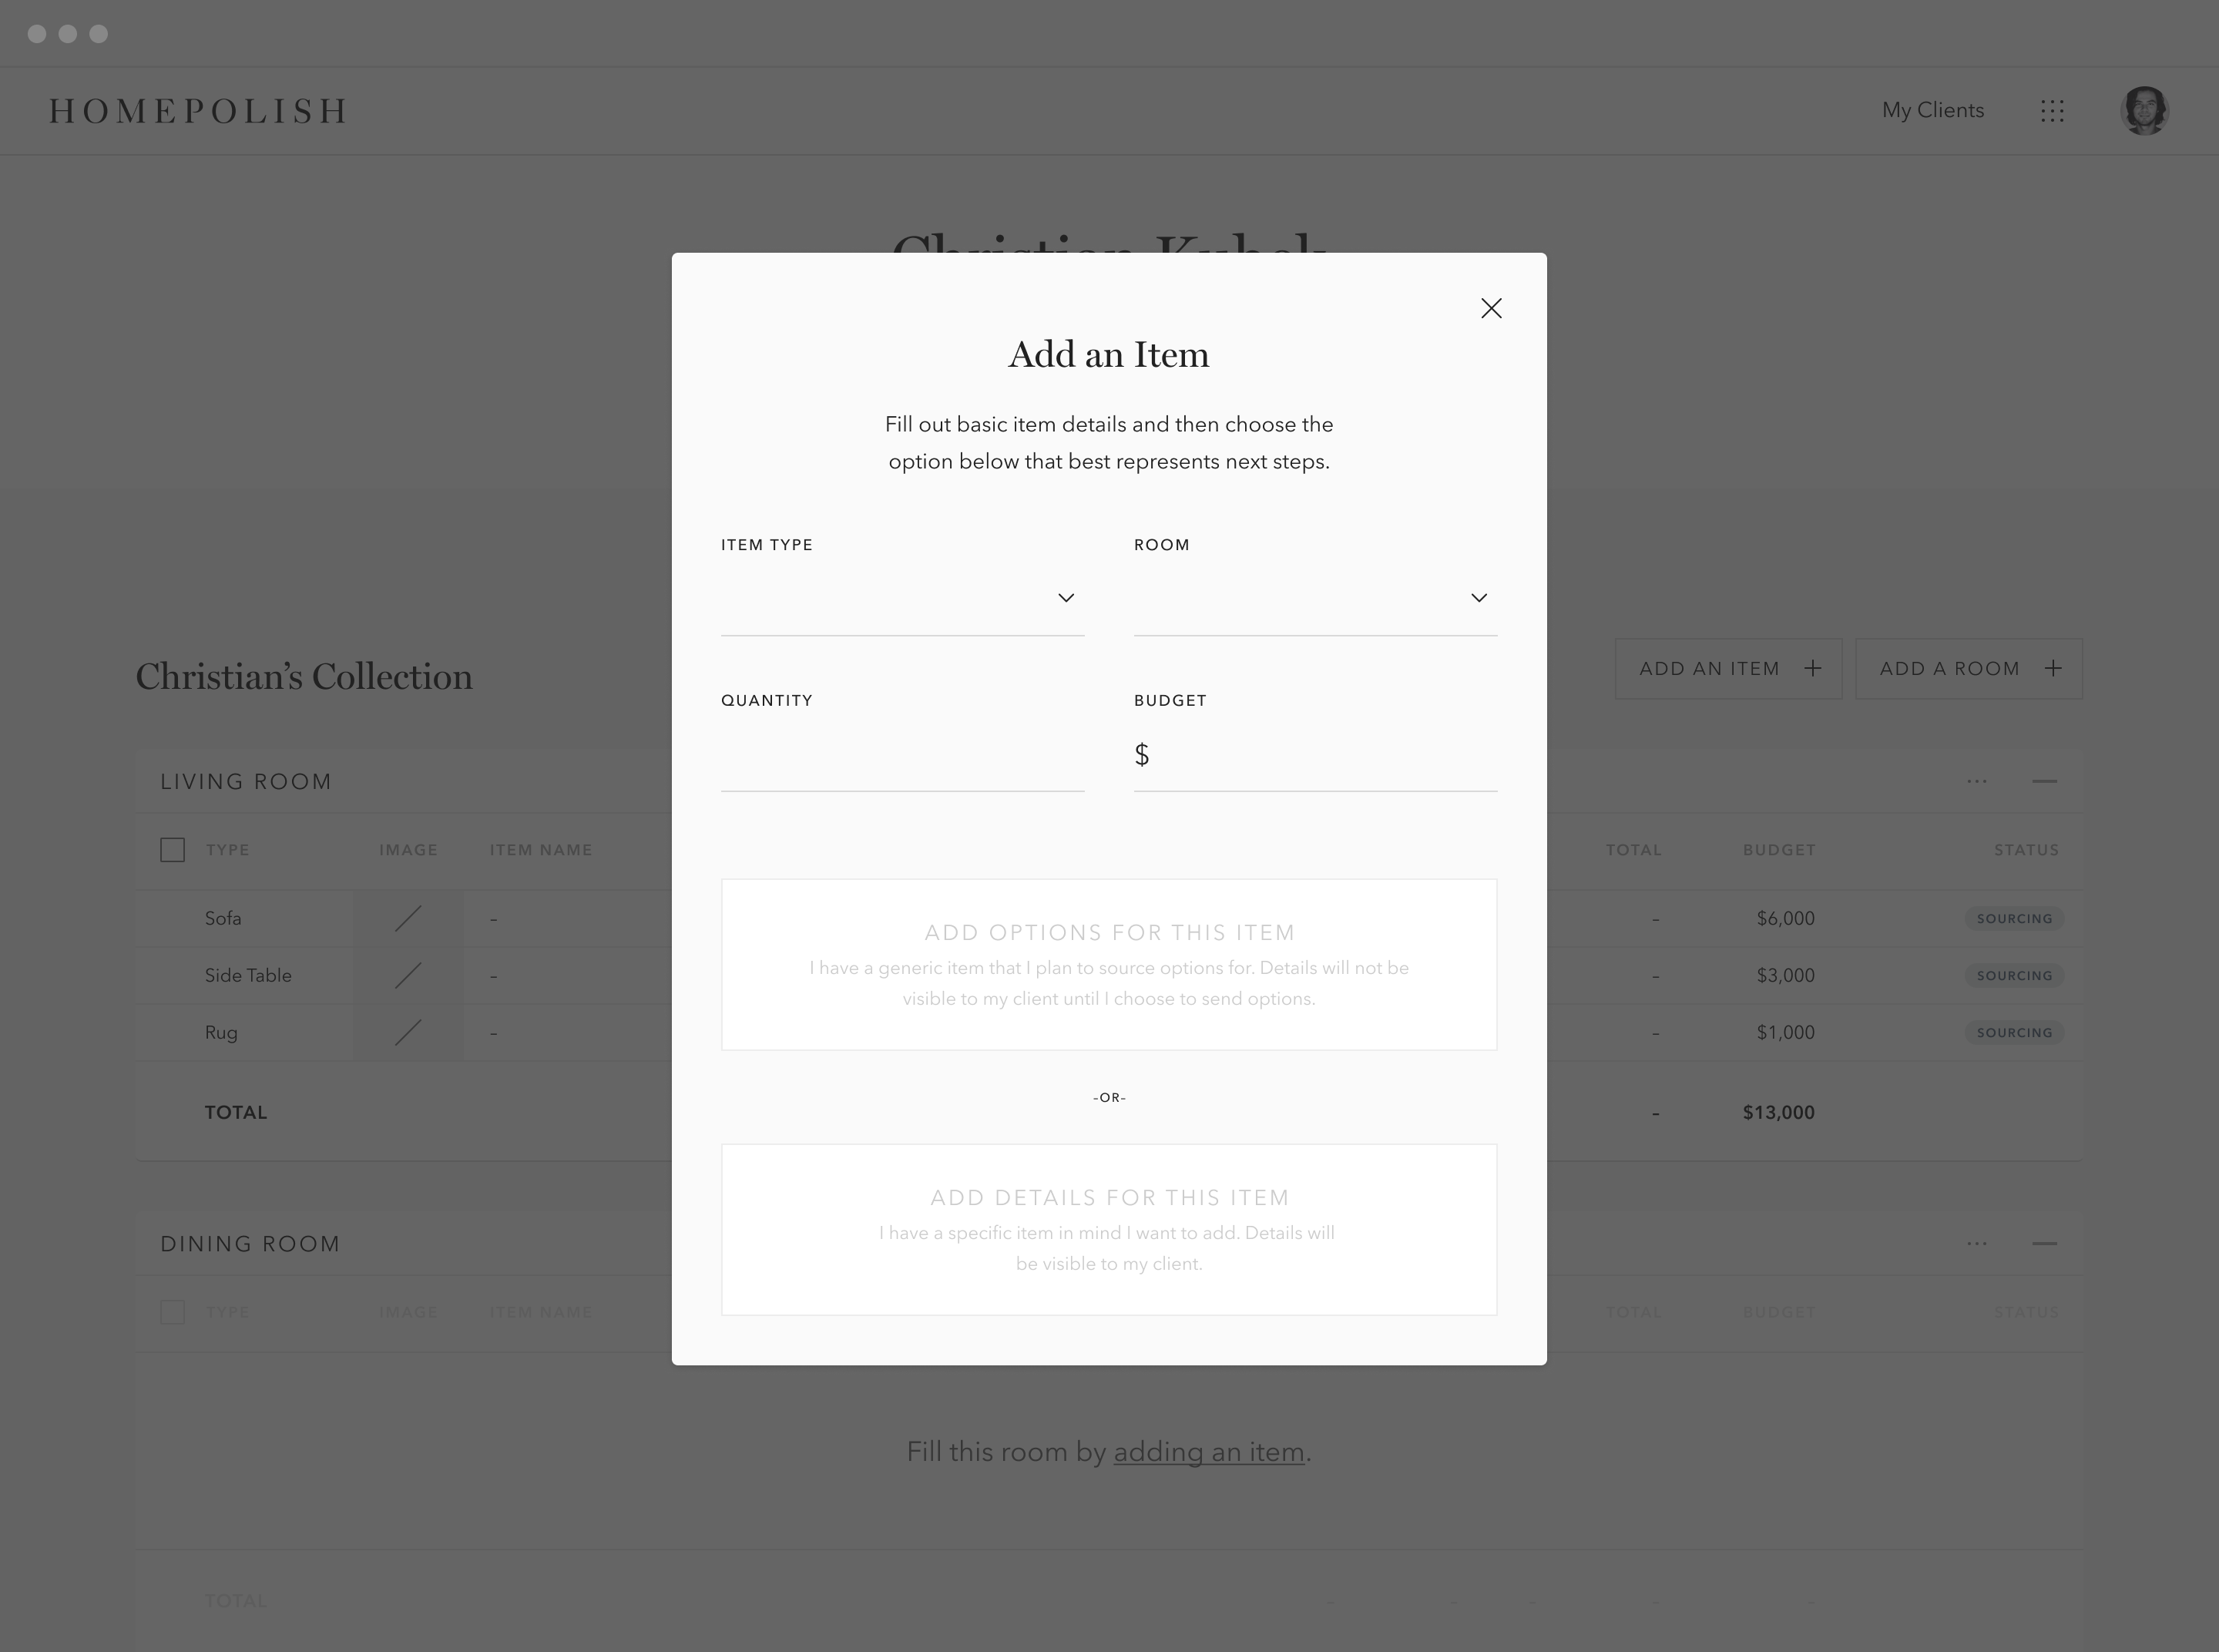 HOMEPOLISH
My Clients
Christian Kubak
Add an Item
Fill out basic item details and then choose the
option below that best represents next steps.
ITEM TYPE
ROOM
QUANTITY
BUDGET
$
ADD OPTIONS FOR THIS ITEM
I have a generic item that I plan to source options for. Details will not be
visible to my client until I choose to send options.
-OR-
ADD DETAILS FOR THIS ITEM
I have a specific item in mind I want to add. Details will
be visible to my client.
Christian’s Collection
ADD AN ITEM +
ADD A ROOM +
LIVING ROOM
TYPE IMAGE ITEM NAME TOTAL BUDGET STATUS
Sofa - - $6,000 SOURCING
Side Table - - $3,000 SOURCING
Rug - - $1,000 SOURCING
TOTAL - $13,000
DINING ROOM
TYPE IMAGE ITEM NAME TOTAL BUDGET STATUS
Fill this room by adding an item.
TOTAL - - - - -